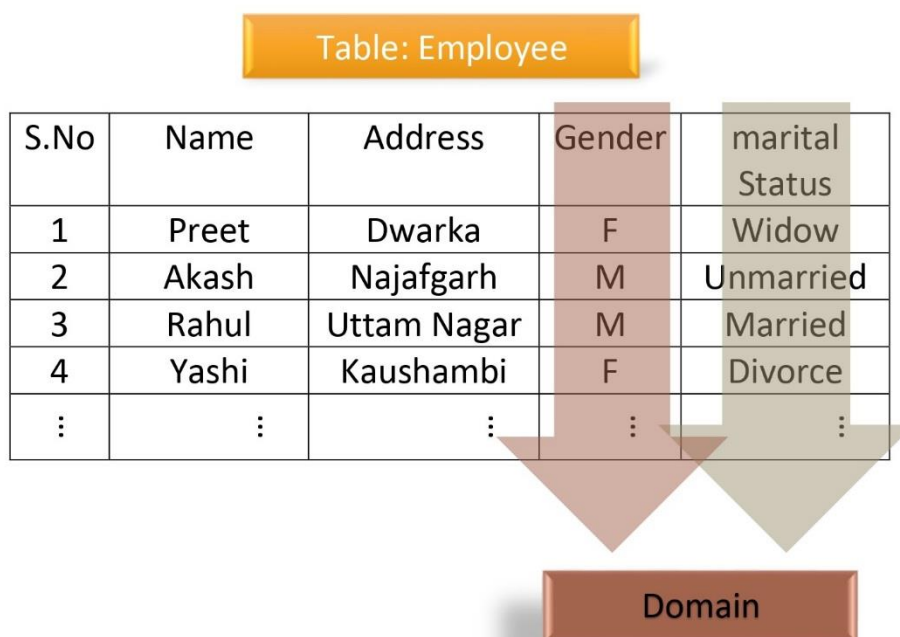 Table: Employee
S.No Name Address Gender marital
Status
1 Preet Dwarka F Widow
2 Akash Najafgarh M Unmarried
3 Rahul Uttam Nagar M Married
4 Yashi Kaushambi F Divorce
⋮ ⋮ ⋮ ⋮ ⋮
Domain